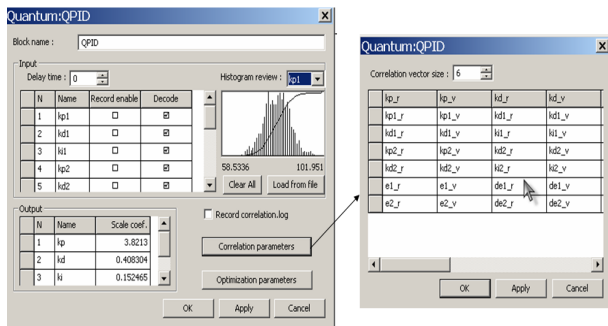 Quantum:QPID
Block name : QPID
Input
Delay time : 0
Histogram review : kp1
N Name Record enable Decode
1 kp1
2 kd1
3 ki1
4 kp2
5 kd2
58.5336 101.951
Clear All Load from file
Output
N Name Scale coef.
1 kp 3.8213
2 kd 0.408304
3 ki 0.152465
Record correlation.log
Correlation parameters
Optimization parameters
OK Apply Cancel
Quantum:QPID
Correlation vector size : 6
kp_r kp_v kd_r kd_v
kp1_r kp1_v kd1_r kd1_v
kd1_r kd1_v ki1_r ki1_v
kp2_r kp2_v kd2_r kd2_v
kd2_r kd2_v ki2_r ki2_v
e1_r e1_v de1_r de1_v
e2_r e2_v de2_r de2_v
OK Apply Cancel